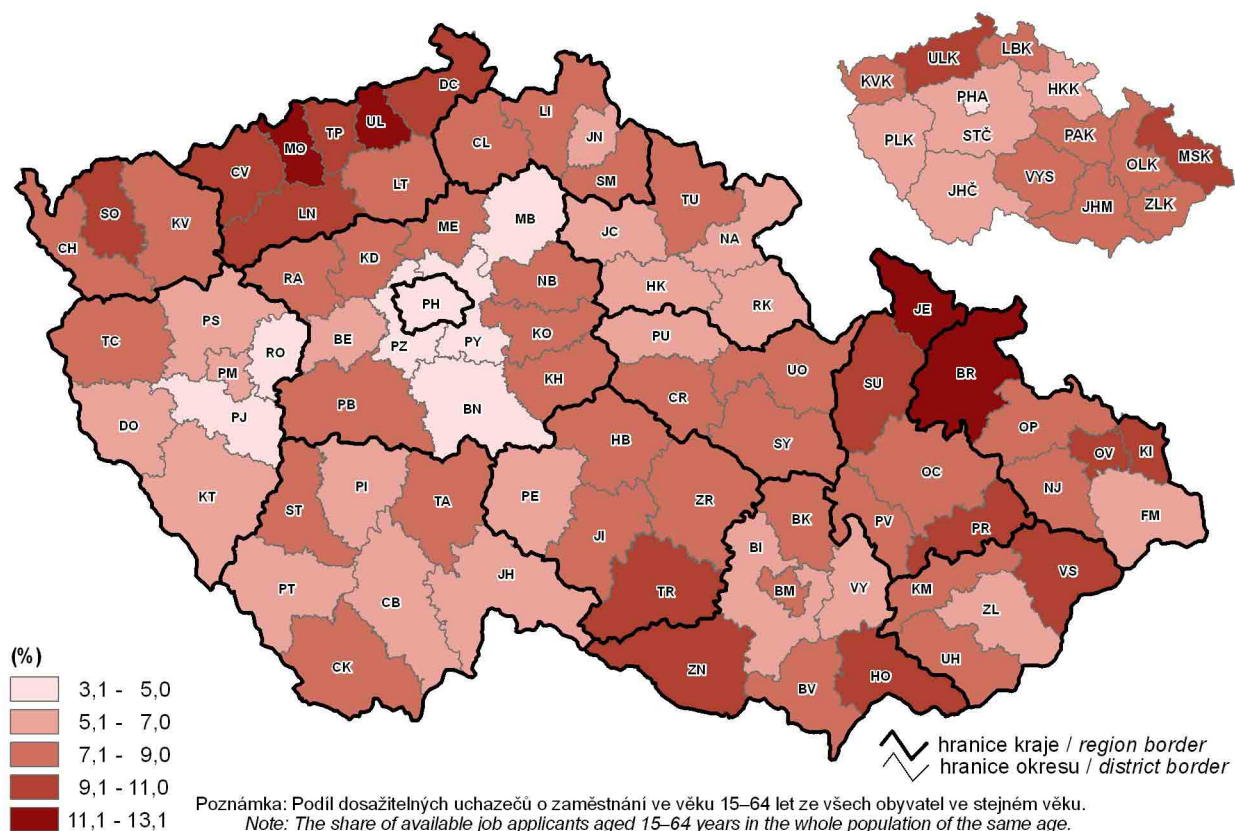 DC
UL
TP
MO
CV
LT
LN
SO
KV
CH
CL
LI
JN
SM
TU
MB
ME
JC
NA
RA
KD
NB
HK
RK
PH
PS
TC
RO
BE
PZ
PY
KO
PU
PM
UO
KH
CR
DO
PJ
PB
BN
SY
HB
KT
ST
PI
TA
PE
ZR
JI
BK
PT
CB
JH
BI
BM
VY
TR
CK
ZN
BV
HO
JE
SU
BR
OP
OV
KI
OC
NJ
FM
PV
PR
VS
KM
ZL
UH
ULK
LBK
KVK
HKK
PHA
PLK
STČ
PAK
MSK
OLK
VYS
JHČ
JHM
ZLK
(%)
3,1 - 5,0
5,1 - 7,0
7,1 - 9,0
9,1 - 11,0
11,1 - 13,1
hranice kraje / region border
hranice okresu / district border
Poznámka: Podíl dosažitelných uchazečů o zaměstnání ve věku 15–64 let ze všech obyvatel ve stejném věku.
Note: The share of available job applicants aged 15–64 years in the whole population of the same age.